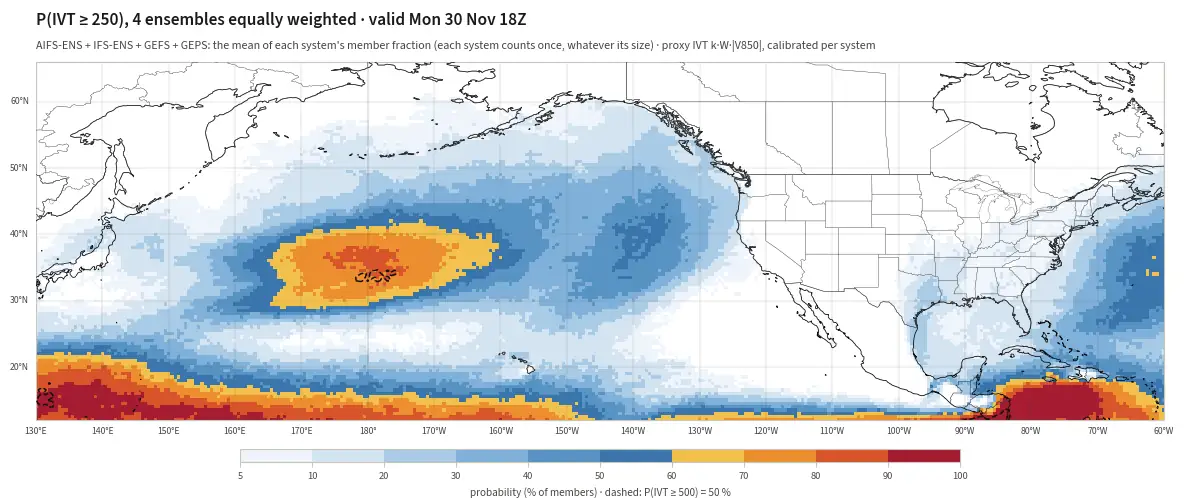 P(IVT ≥ 250), 4 ensembles equally weighted · valid Mon 30 Nov 18Z
AIFS-ENS + IFS-ENS + GEFS + GEPS: the mean of each system's member fraction (each system counts once, whatever its size) · proxy IVT k·W·|V850|, calibrated per system
60°N
50°N
40°N
30°N
20°N
130°E 140°E 150°E 160°E 170°E 180° 170°W 160°W 150°W 140°W 130°W 120°W 110°W 100°W 90°W 80°W 70°W 60°W
5 10 20 30 40 50 60 70 80 90 100
probability (% of members) · dashed: P(IVT ≥ 500) = 50 %